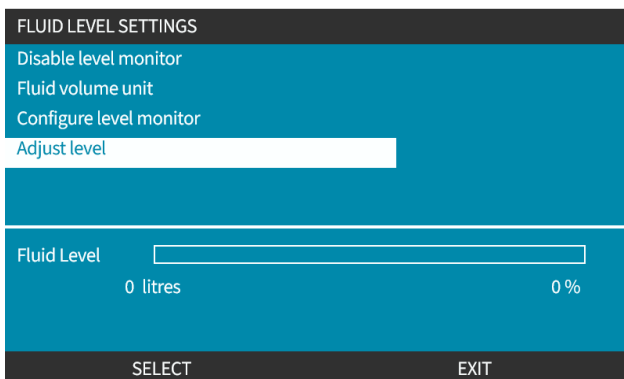 FLUID LEVEL SETTINGS
Disable level monitor
Fluid volume unit
Configure level monitor
Adjust level
Fluid Level
0 litres 0 %
SELECT EXIT